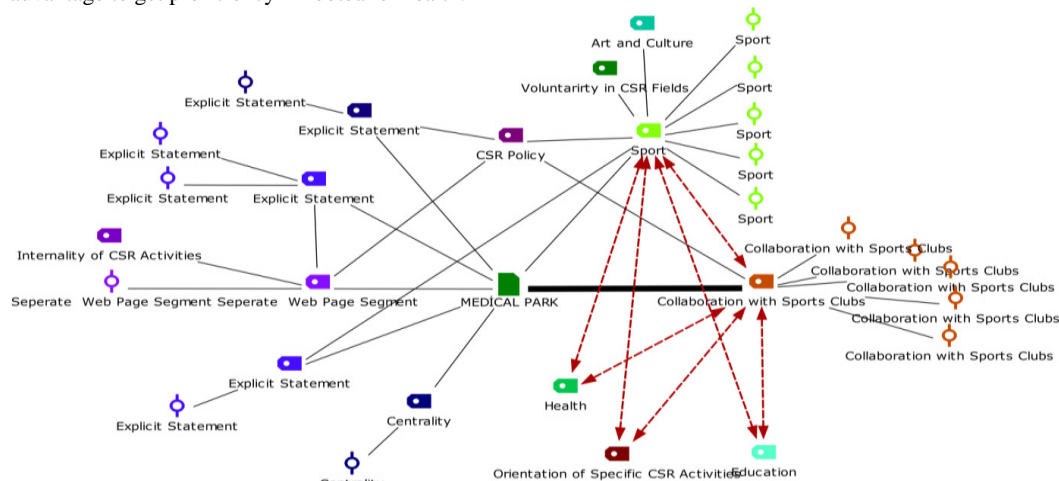 Art and Culture
Sport
Voluntarirty in CSR Fields
Sport
Explicit Statement
Explicit Statement
Sport
CSR Policy
Sport
Explicit Statement
Sport
Explicit Statement
Explicit Statement
Sport
Internality of CSR Activities
Collaboration with Sports Clubs
Collaboration with Sports Clubs
Collaboration with Sports Clubs
Seperate Web Page Segment
Seperate Web Page Segment
MEDICAL PARK
Collaboration with Sports Clubs
Collaboration with Sports Clubs
Collaboration with Sports Clubs
Explicit Statement
Health
Centrality
Explicit Statement
Orientation of Specific CSR Activities
Education